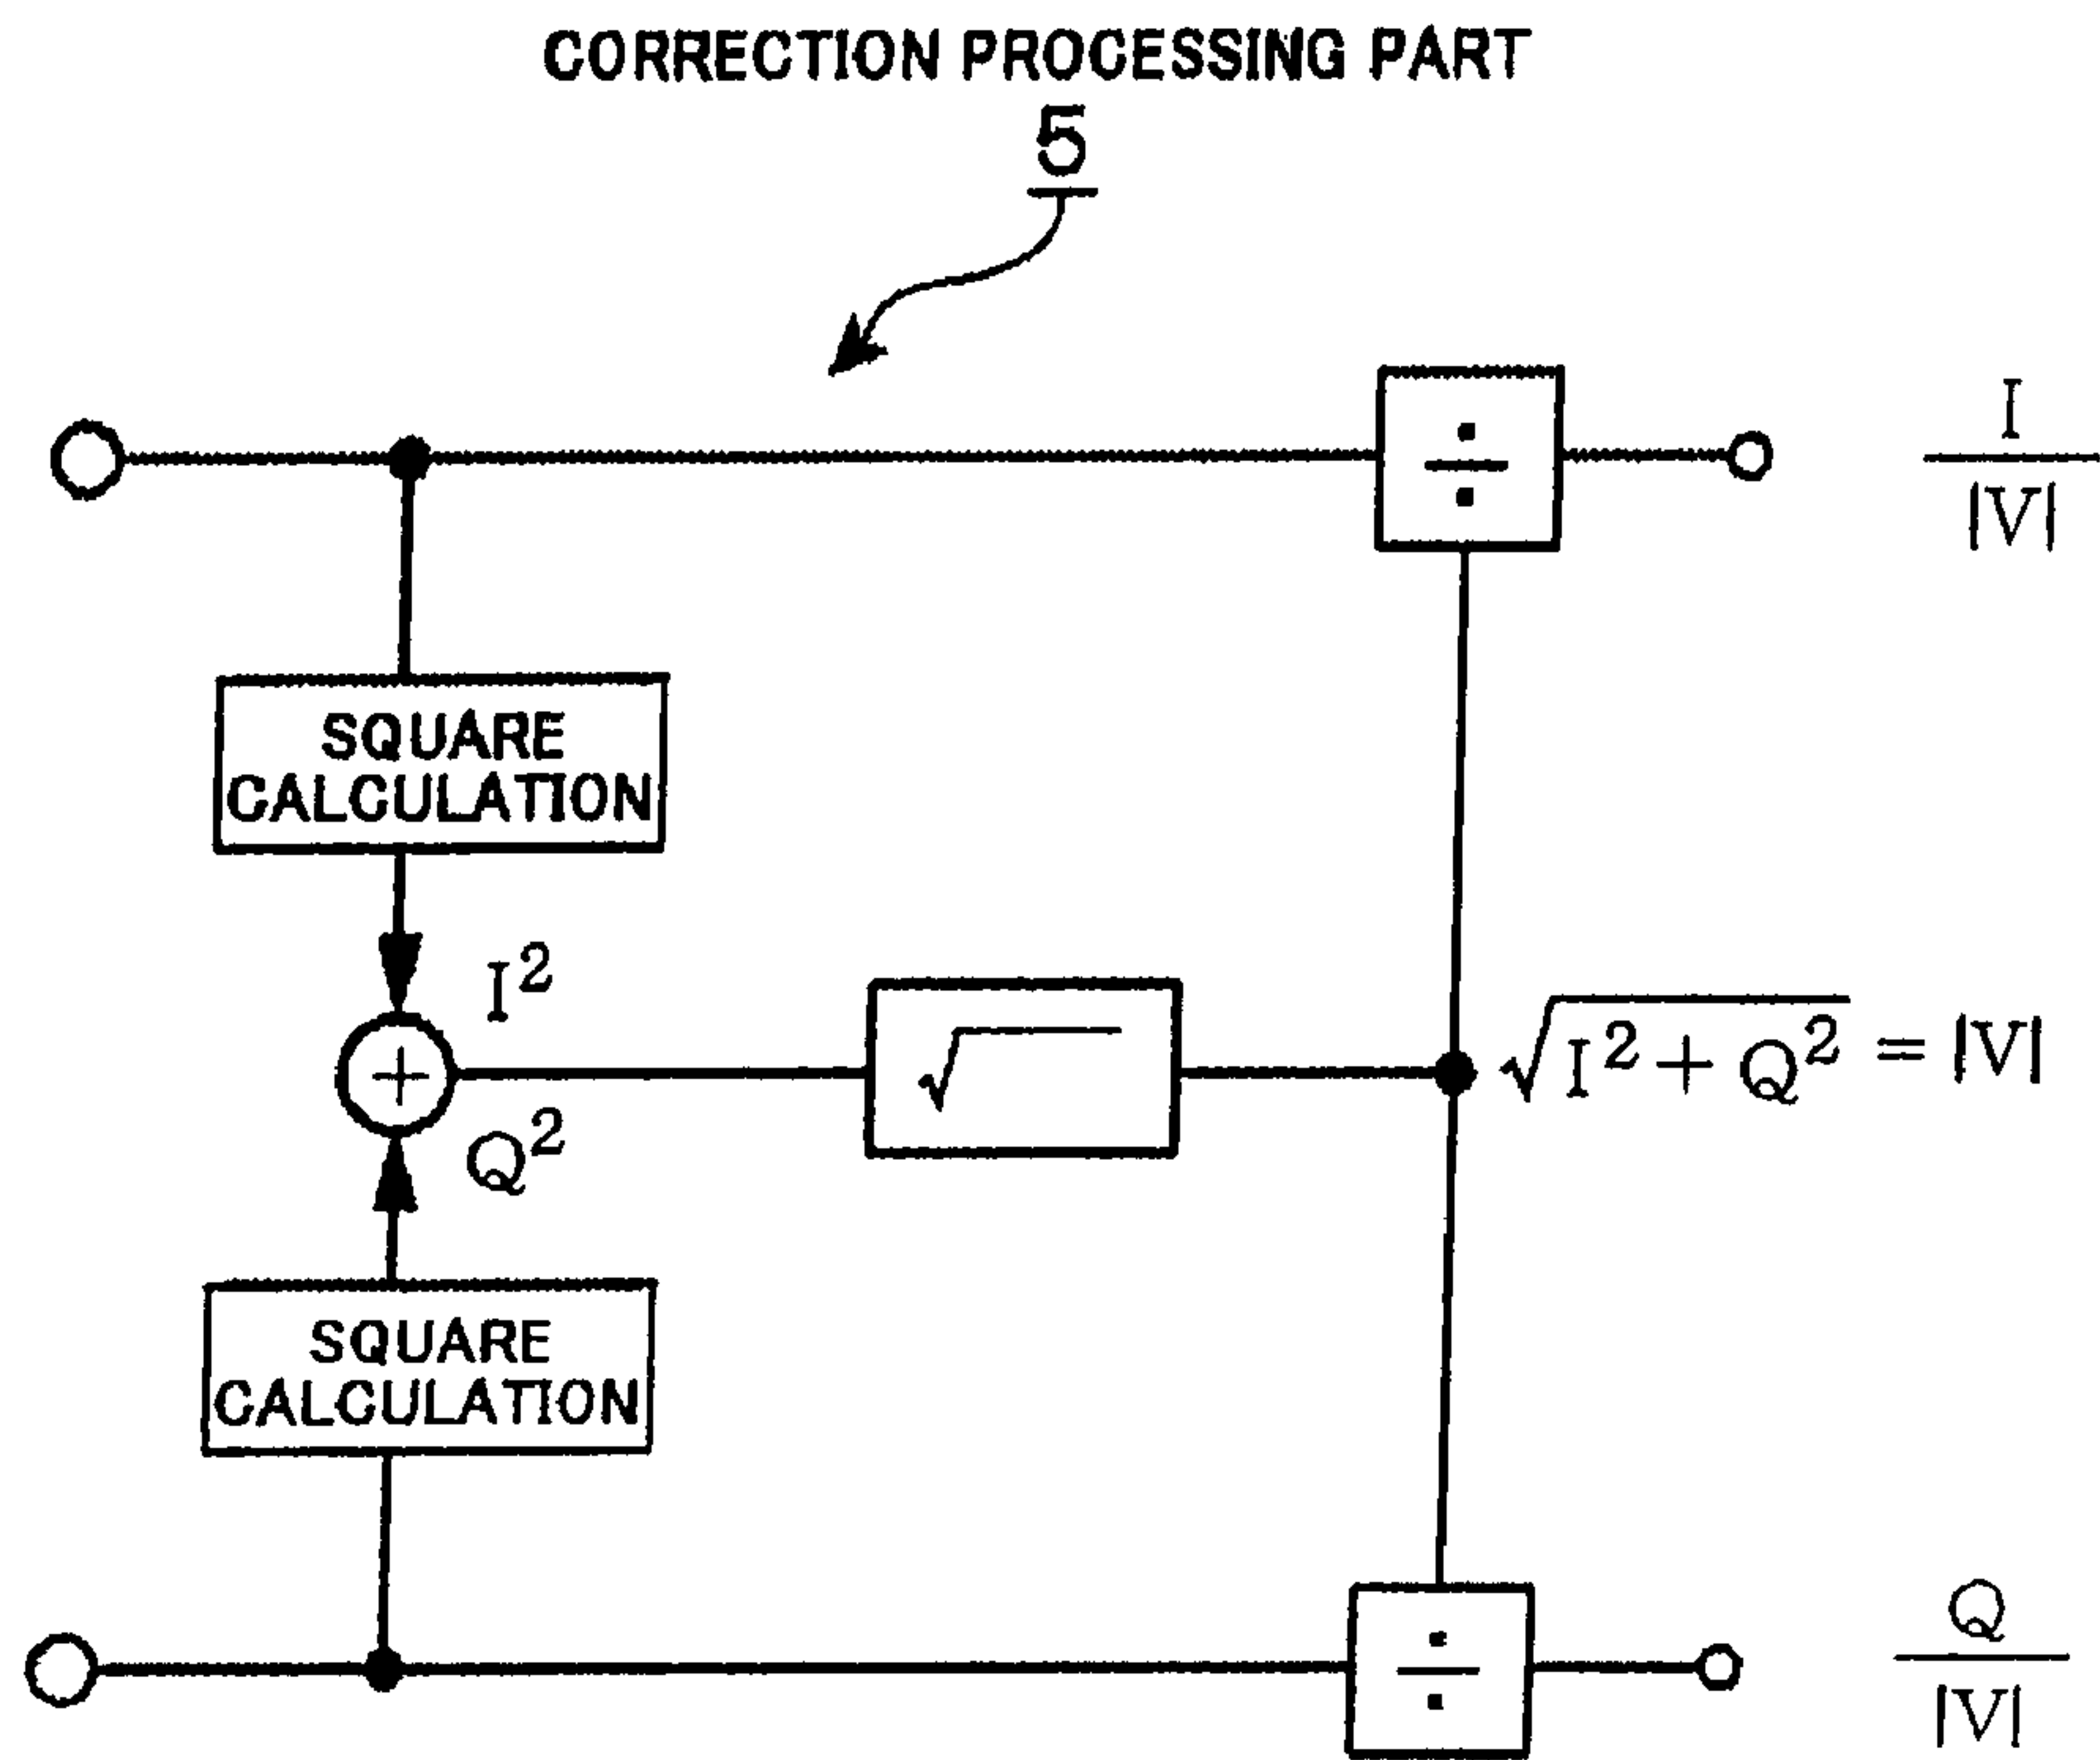 CORRECTION PROCESSING PART
5
÷
I
|V|
SQUARE
CALCULATION
I²
+
√
√I² + Q² = |V|
Q²
SQUARE
CALCULATION
÷
Q
|V|